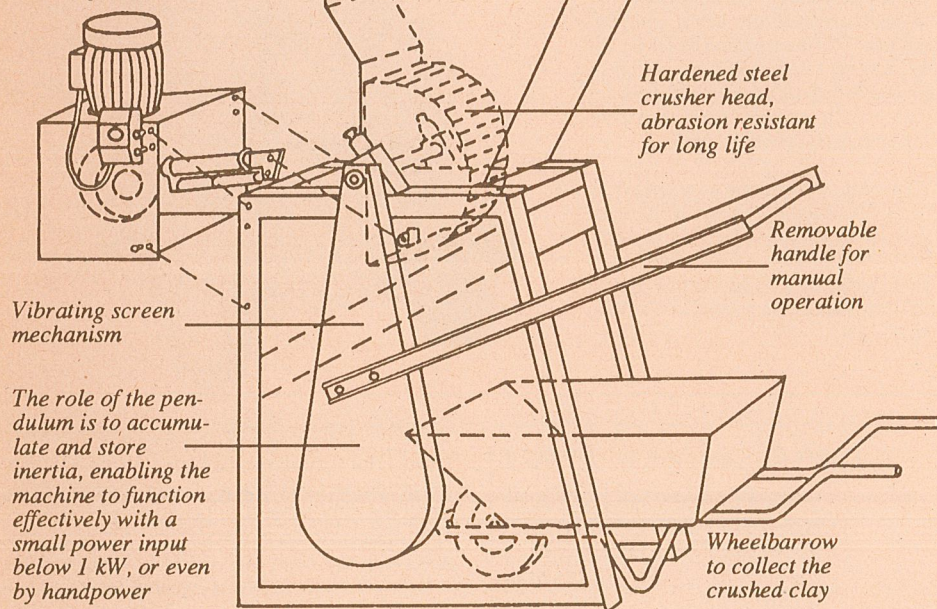 Hardened steel
crusher head,
abrasion resistant
for long life
Removable
handle for
manual
operation
Vibrating screen
mechanism
The role of the pen-
dulum is to accumu-
late and store
inertia, enabling the
machine to function
effectively with a
small power input
below 1 kW, or even
by handpower
Wheelbarrow
to collect the
crushed clay